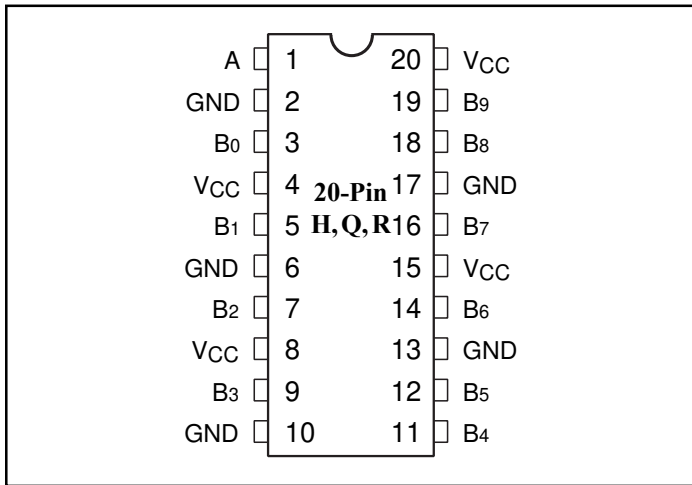 A 1 20 VCC
GND 2 19 B9
B0 3 18 B8
VCC 4 20-Pin 17 GND
B1 5 H, Q, R 16 B7
GND 6 15 VCC
B2 7 14 B6
VCC 8 13 GND
B3 9 12 B5
GND 10 11 B4